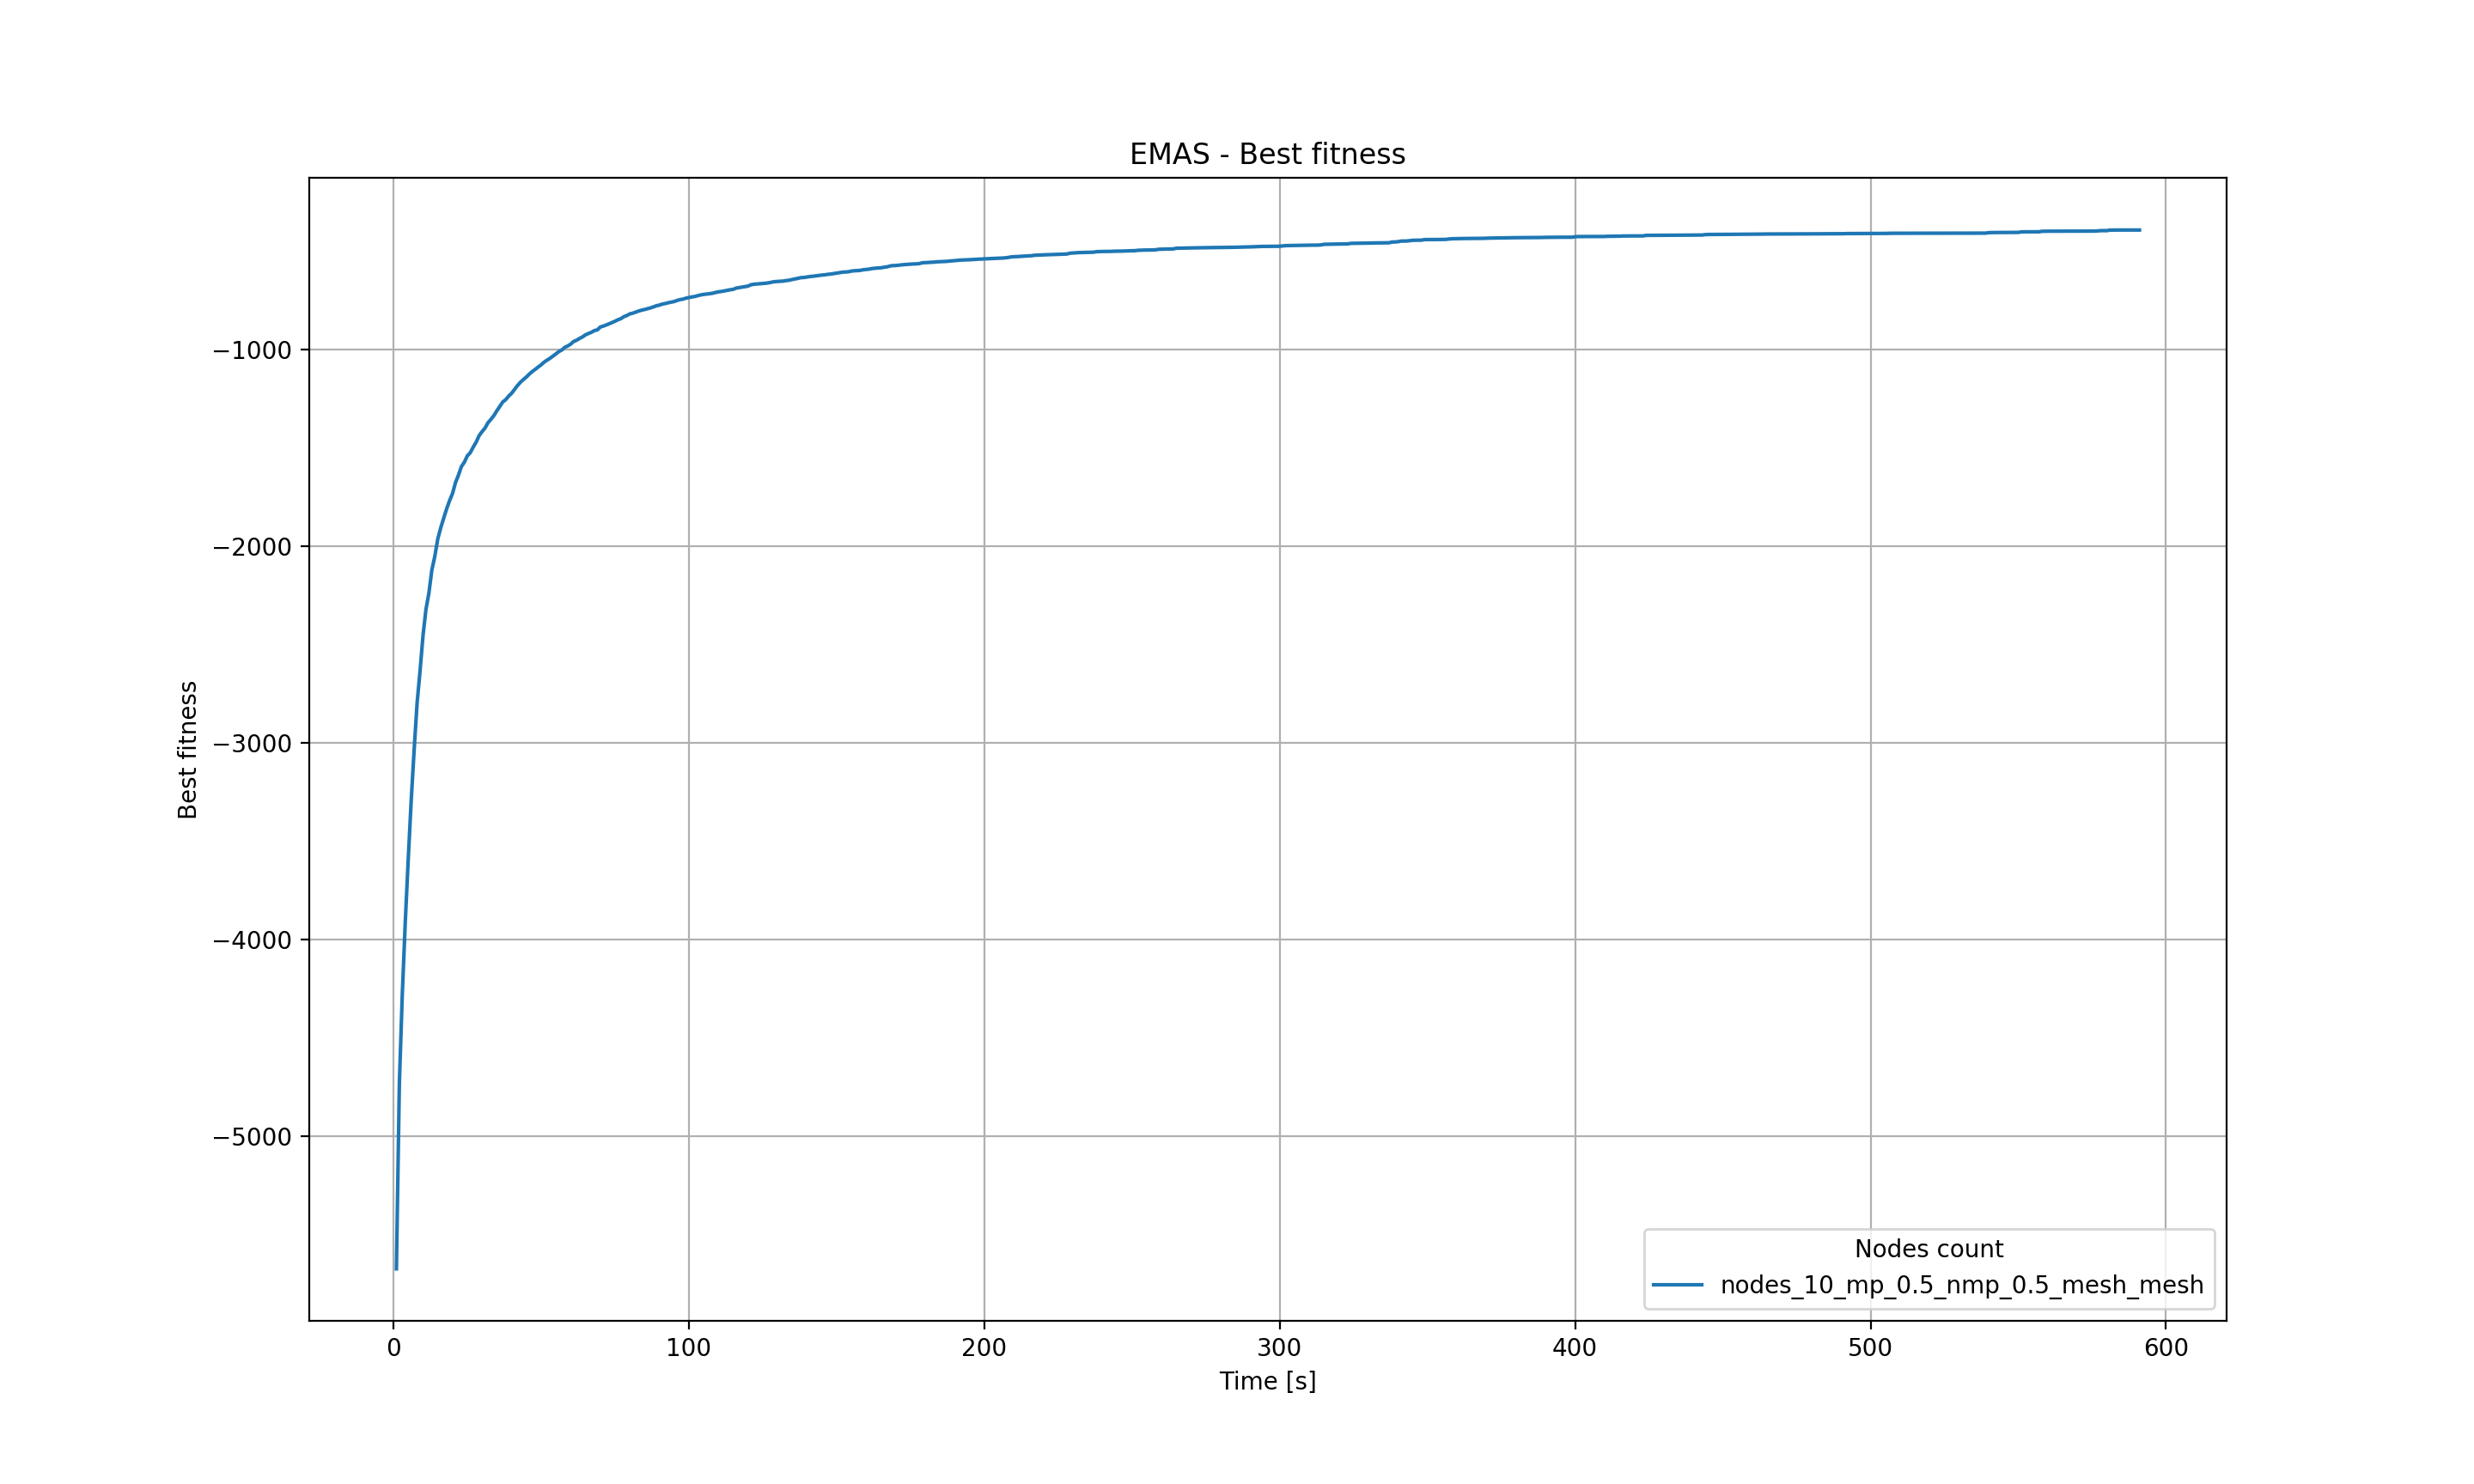 EMAS - Best fitness
Best fitness
−1000
−2000
−3000
−4000
−5000
0 100 200 300 400 500 600
Time [s]
Nodes count
nodes_10_mp_0.5_nmp_0.5_mesh_mesh